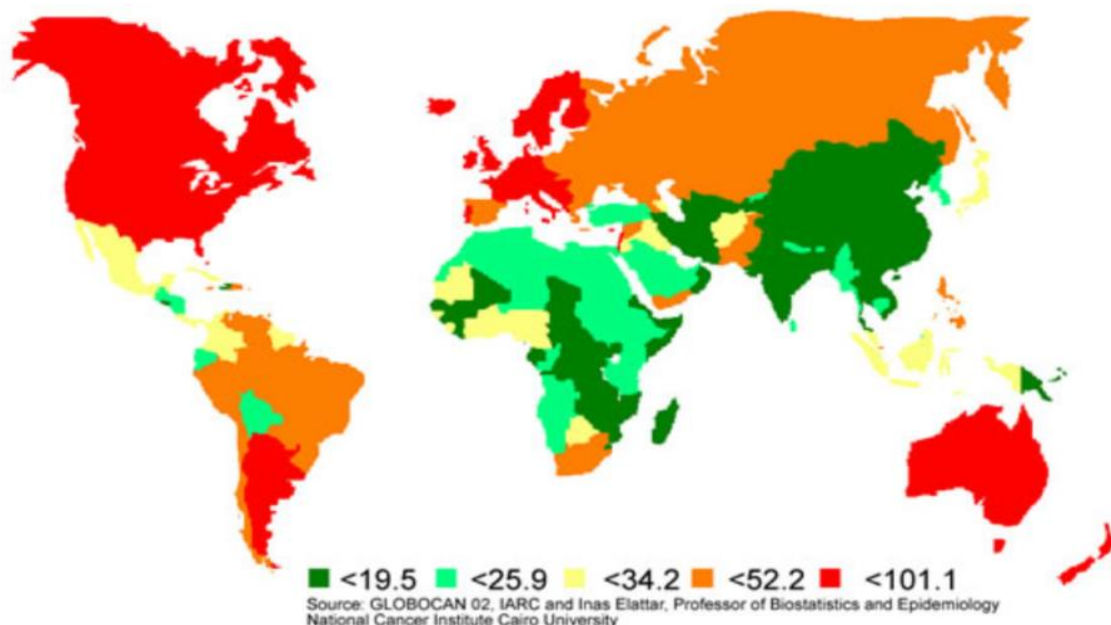 <19.5 <25.9 <34.2 <52.2 <101.1
Source: GLOBOCAN 02, IARC and Inas Elattar, Professor of Biostatistics and Epidemiology
National Cancer Institute Cairo University